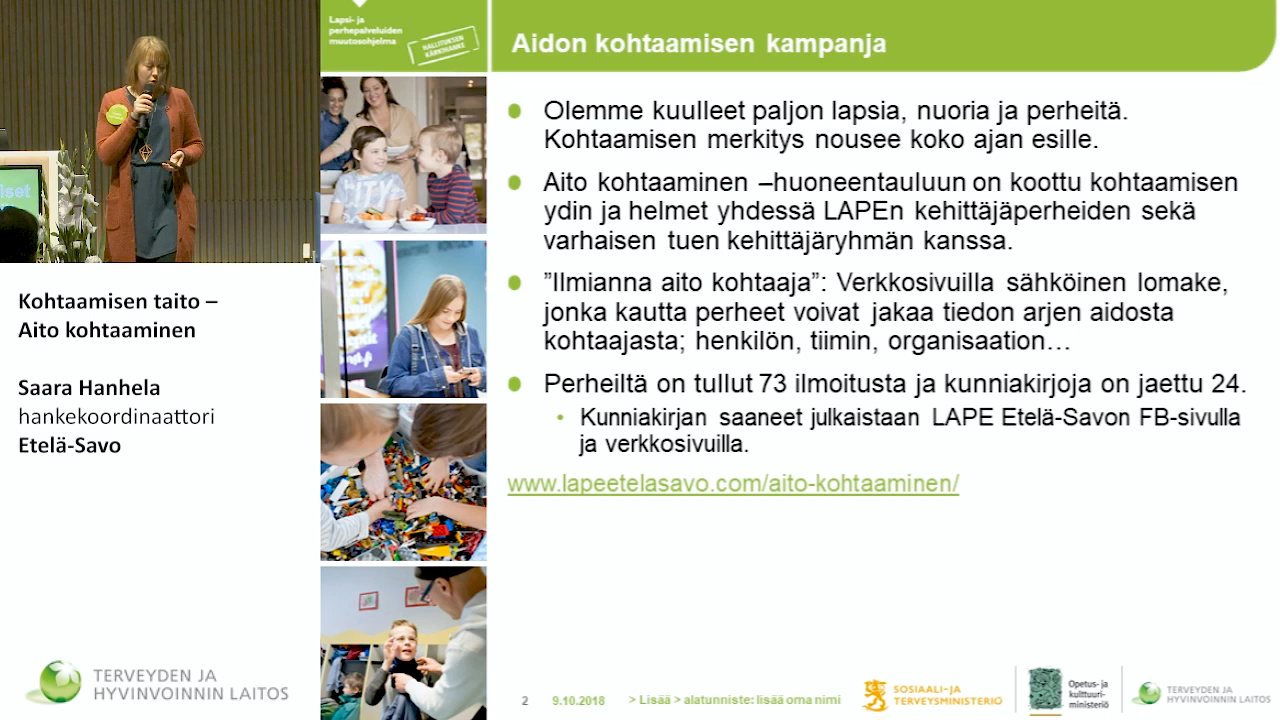 Lapsi- ja
perhepalveluiden
muutosohjelma
HALLITUKSEN
KÄRKIHANKE
Aidon kohtaamisen kampanja
Olemme kuulleet paljon lapsia, nuoria ja perheitä.
Kohtaamisen merkitys nousee koko ajan esille.
Aito kohtaaminen –huoneentauluun on koottu kohtaamisen
ydin ja helmet yhdessä LAPEn kehittäjäperheiden sekä
varhaisen tuen kehittäjäryhmän kanssa.
”Ilmianna aito kohtaaja”: Verkkosivuilla sähköinen lomake,
jonka kautta perheet voivat jakaa tiedon arjen aidosta
kohtaajasta; henkilön, tiimin, organisaation…
Perheiltä on tullut 73 ilmoitusta ja kunniakirjoja on jaettu 24.
Kunniakirjan saaneet julkaistaan LAPE Etelä-Savon FB-sivulla
ja verkkosivuilla.
www.lapeetelasavo.com/aito-kohtaaminen/
Kohtaamisen taito –
Aito kohtaaminen
Saara Hanhela
hankekoordinaattori
Etelä-Savo
TERVEYDEN JA
HYVINVOINNIN LAITOS
2 9.10.2018 > Lisää > alatunniste: lisää oma nimi
SOSIAALI- JA
TERVEYSMINISTERIÖ
Opetus- ja
kulttuuri-
ministeriö
TERVEYDEN JA
HYVINVOINNIN LAITOS